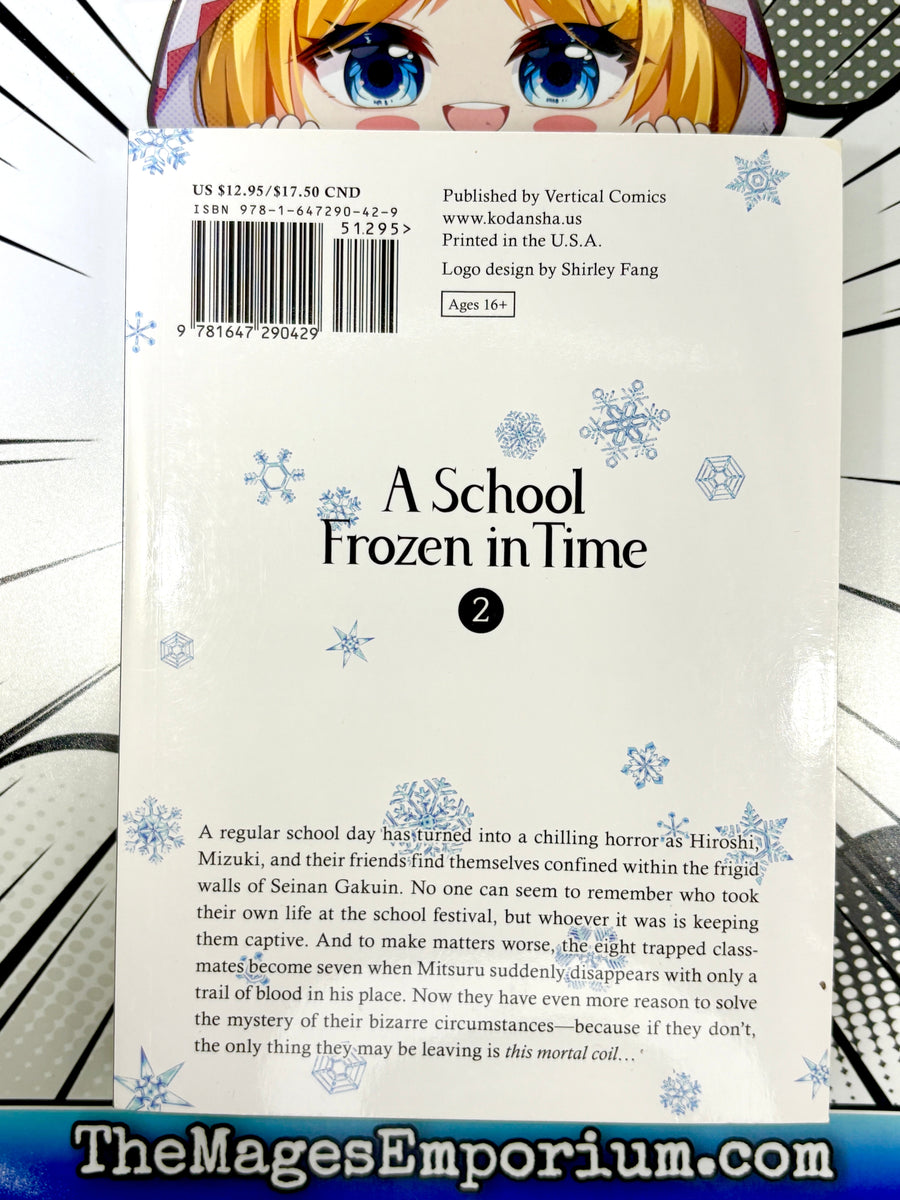 US $12.95/$17.50 CND
ISBN 978-1-647290-42-9
51295>
9 781647 290429
Published by Vertical Comics
www.kodansha.us
Printed in the U.S.A.
Logo design by Shirley Fang
Ages 16+
A School
Frozen in Time
2
A regular school day has turned into a chilling horror as Hiroshi,
Mizuki, and their friends find themselves confined within the frigid
walls of Seinan Gakuin. No one can seem to remember who took
their own life at the school festival, but whoever it was is keeping
them captive. And to make matters worse, the eight trapped class-
mates become seven when Mitsuru suddenly disappears with only a
trail of blood in his place. Now they have even more reason to solve
the mystery of their bizarre circumstances—because if they don't,
the only thing they may be leaving is this mortal coil...
TheMagesEmporium.com